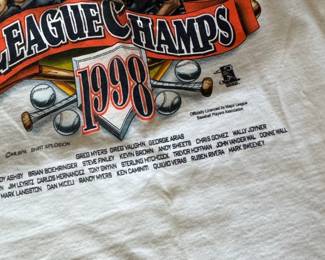 LEAGUE CHAMPS
1998
Officially Licensed by Major League
Baseball Players Association
GREG MYERS GREG VAUGHN, GEORGE ARIAS
ASHBY BRIAN BOEHRINGER STEVE FINLEY KEVIN BROWN ANDY SHEETS CHRIS GOMEZ WALLY JOYNER
JIM LEYRITZ CARLOS HERNANDEZ TONY GWYNN STERLING HITCHCOCK TREVOR HOFFMAN JOHN VANDER WAL DONNE WALL
MARK LANGSTON DAN MICELI RANDY MYERS KEN CAMINITI QUILVIO VERAS RUBEN RIVERA MARK SWEENEY